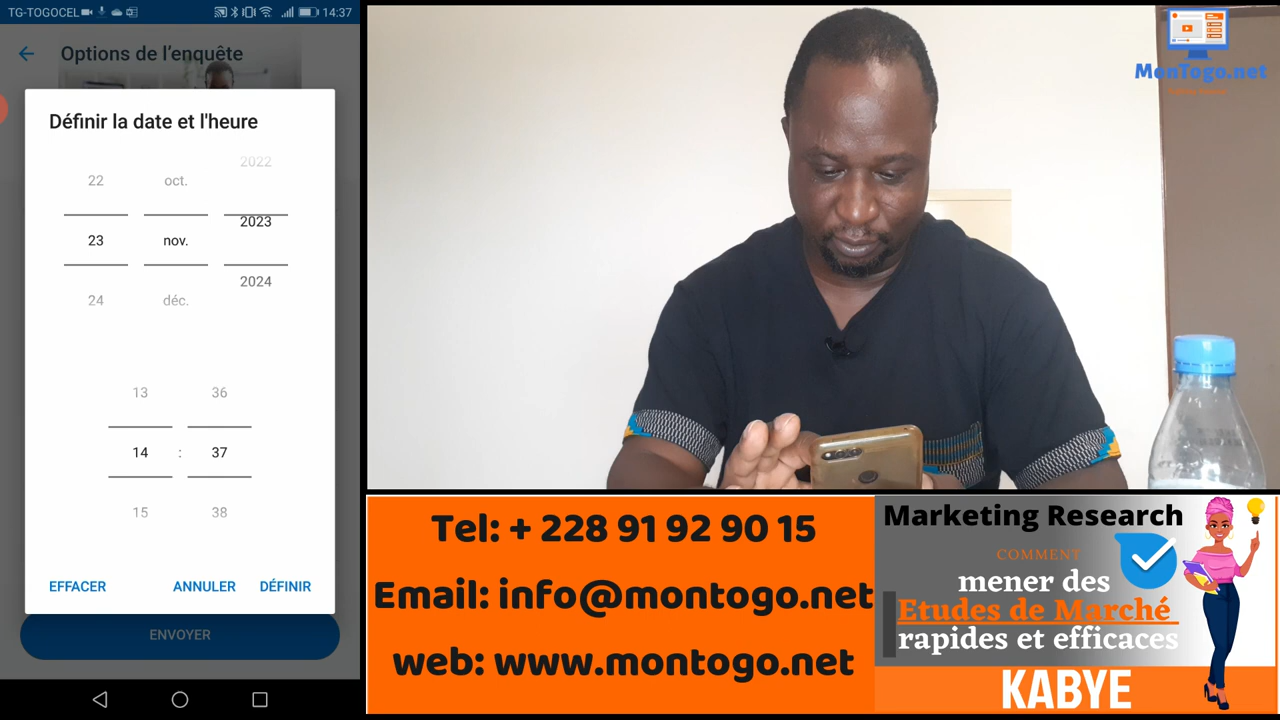 TG-TOGOCEL
14:37
Options de l'enquête
Définir la date et l'heure
22 oct. 2022
23 nov. 2023
24 déc. 2024
13 36
14 : 37
15 38
EFFACER ANNULER DÉFINIR
ENVOYER
MonTogo.net
Tel: + 228 91 92 90 15
Email: info@montogo.net
web: www.montogo.net
Marketing Research
COMMENT
mener des
Etudes de Marché
rapides et efficaces
KABYE